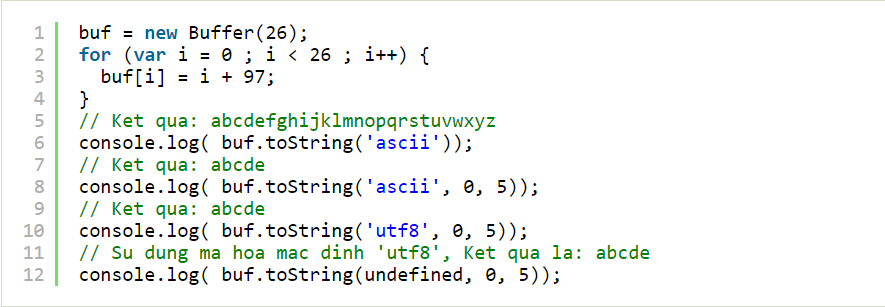 1 buf = new Buffer(26);
2 for (var i = 0 ; i < 26 ; i++) {
3   buf[i] = i + 97;
4 }
5 // Ket qua: abcdefghijklmnopqrstuvwxyz
6 console.log( buf.toString('ascii'));
7 // Ket qua: abcde
8 console.log( buf.toString('ascii', 0, 5));
9 // Ket qua: abcde
10 console.log( buf.toString('utf8', 0, 5));
11 // Su dung ma hoa mac dinh 'utf8', Ket qua la: abcde
12 console.log( buf.toString(undefined, 0, 5));